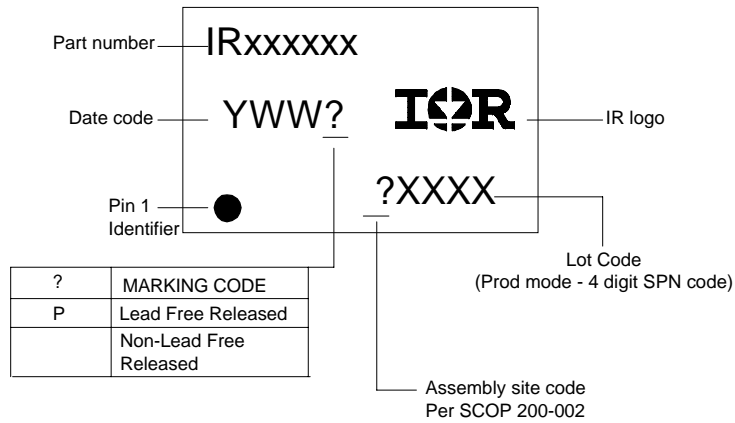 Part number
IRxxxxxx
Date code
YWW?
IOR
IR logo
?XXXX
Pin 1
Identifier
Lot Code
(Prod mode - 4 digit SPN code)
? MARKING CODE
P Lead Free Released
Non-Lead Free
Released
Assembly site code
Per SCOP 200-002